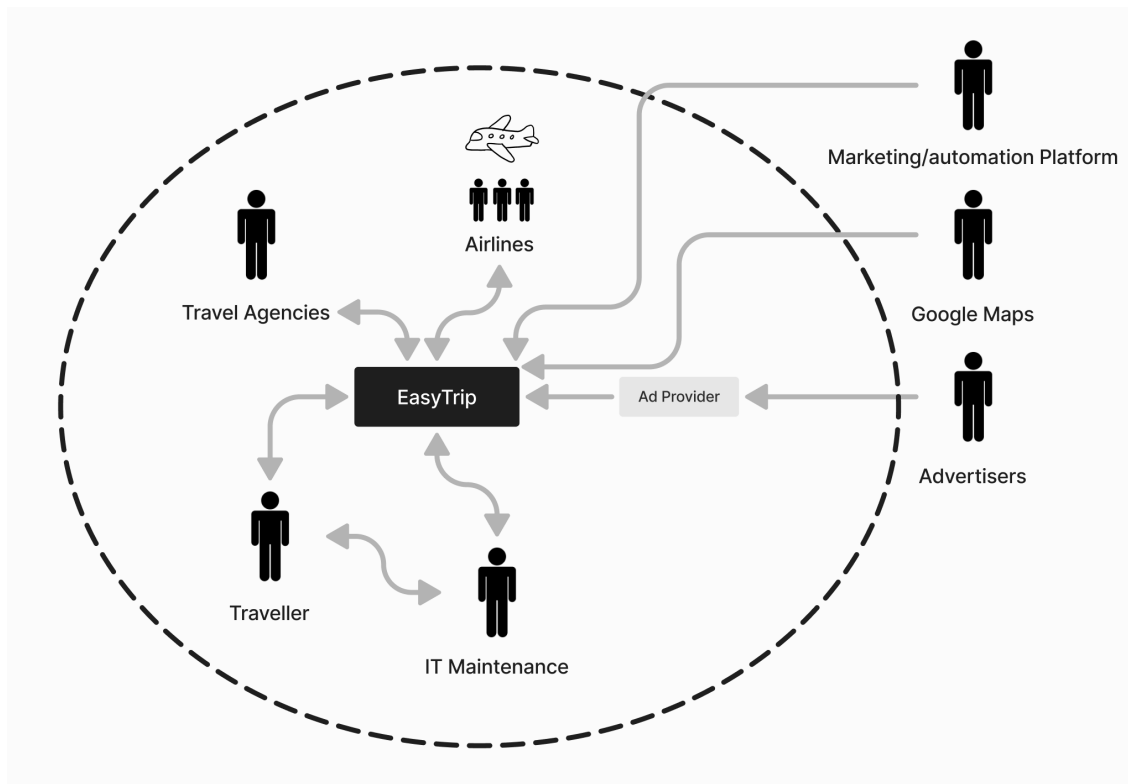 Marketing/automation Platform
Airlines
Travel Agencies
Google Maps
EasyTrip
Ad Provider
Advertisers
Traveller
IT Maintenance